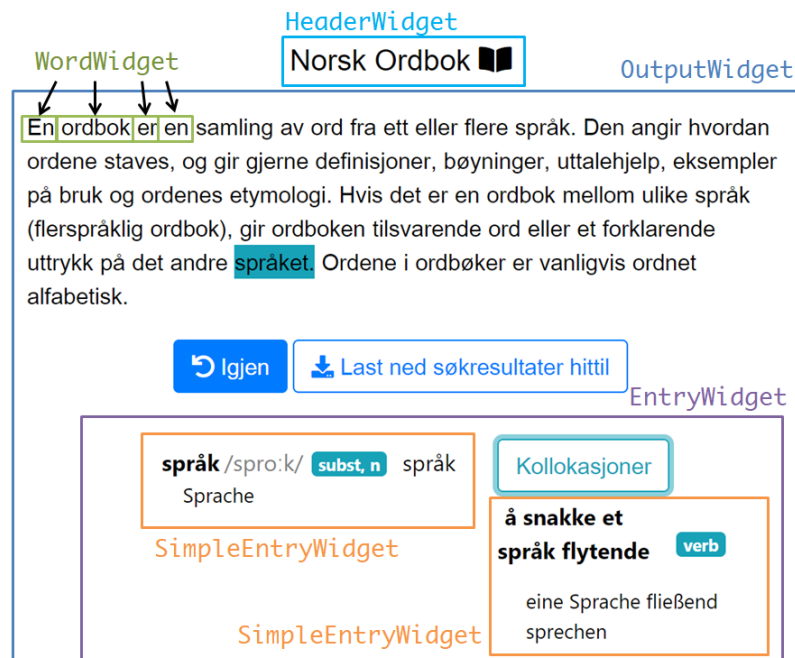 HeaderWidget
Norsk Ordbok
WordWidget
OutputWidget
En ordbok er en samling av ord fra ett eller flere språk. Den angir hvordan
ordene staves, og gir gjerne definisjoner, bøyninger, uttalehjelp, eksempler
på bruk og ordenes etymologi. Hvis det er en ordbok mellom ulike språk
(flerspråklig ordbok), gir ordboken tilsvarende ord eller et forklarende
uttrykk på det andre språket. Ordene i ordbøker er vanligvis ordnet
alfabetisk.
Igjen
Last ned søkresultater hittil
EntryWidget
språk /sproːk/ subst, n språk
Sprache
SimpleEntryWidget
Kollokasjoner
å snakke et
språk flytende verb
eine Sprache fließend
sprechen
SimpleEntryWidget